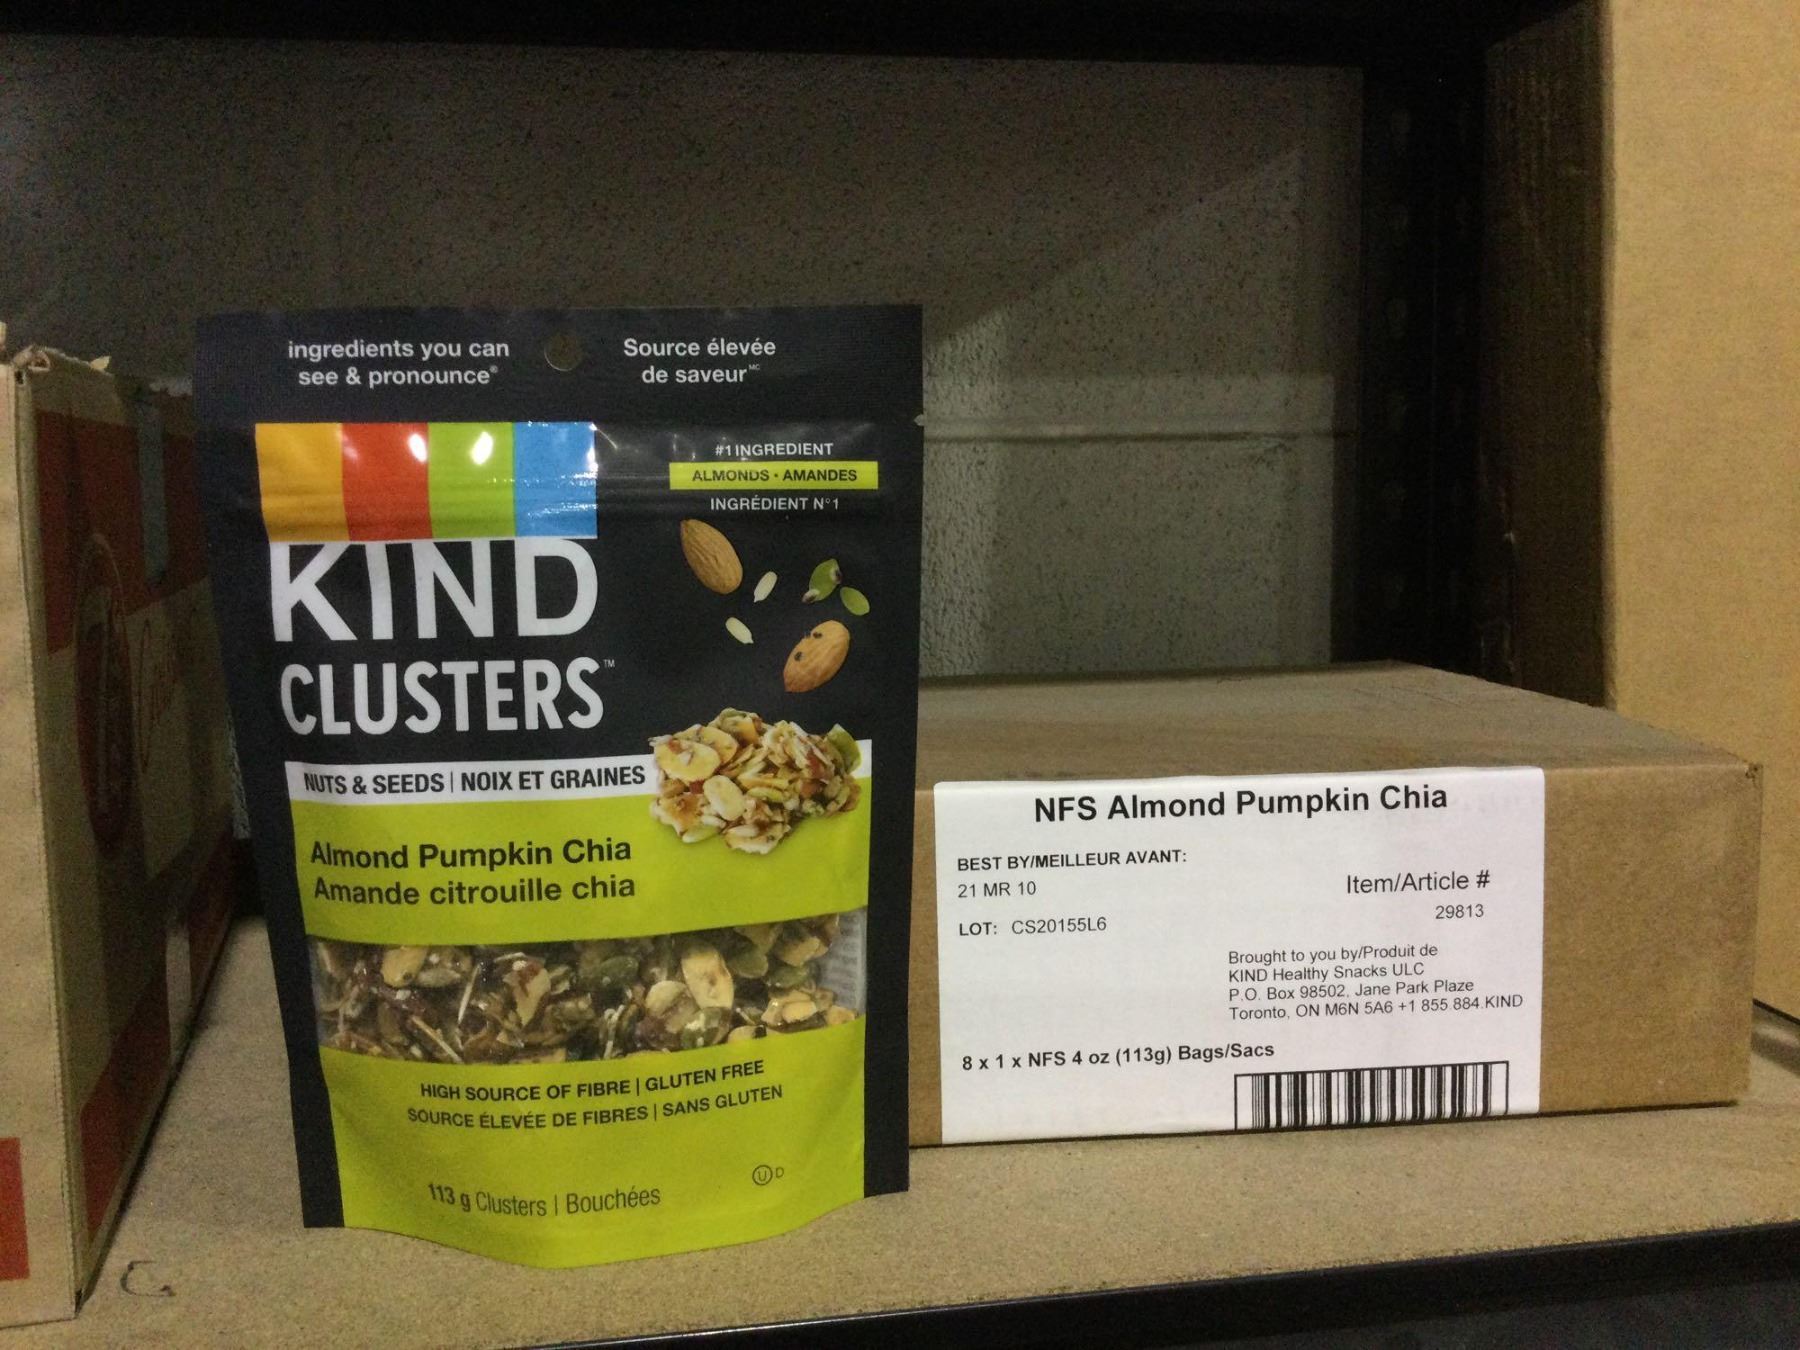 ingredients you can
see & pronounce®
Source élevée
de saveur MC
#1 INGREDIENT
ALMONDS • AMANDES
INGRÉDIENT N°1
KIND
CLUSTERS™
NUTS & SEEDS | NOIX ET GRAINES
Almond Pumpkin Chia
Amande citrouille chia
HIGH SOURCE OF FIBRE | GLUTEN FREE
SOURCE ÉLEVÉE DE FIBRES | SANS GLUTEN
113 g Clusters | Bouchées
U D
NFS Almond Pumpkin Chia
BEST BY/MEILLEUR AVANT:
21 MR 10
Item/Article #
29813
LOT: CS20155L6
Brought to you by/Produit de
KIND Healthy Snacks ULC
P.O. Box 98502, Jane Park Plaze
Toronto, ON M6N 5A6 +1 855.884.KIND
8 x 1 x NFS 4 oz (113g) Bags/Sacs